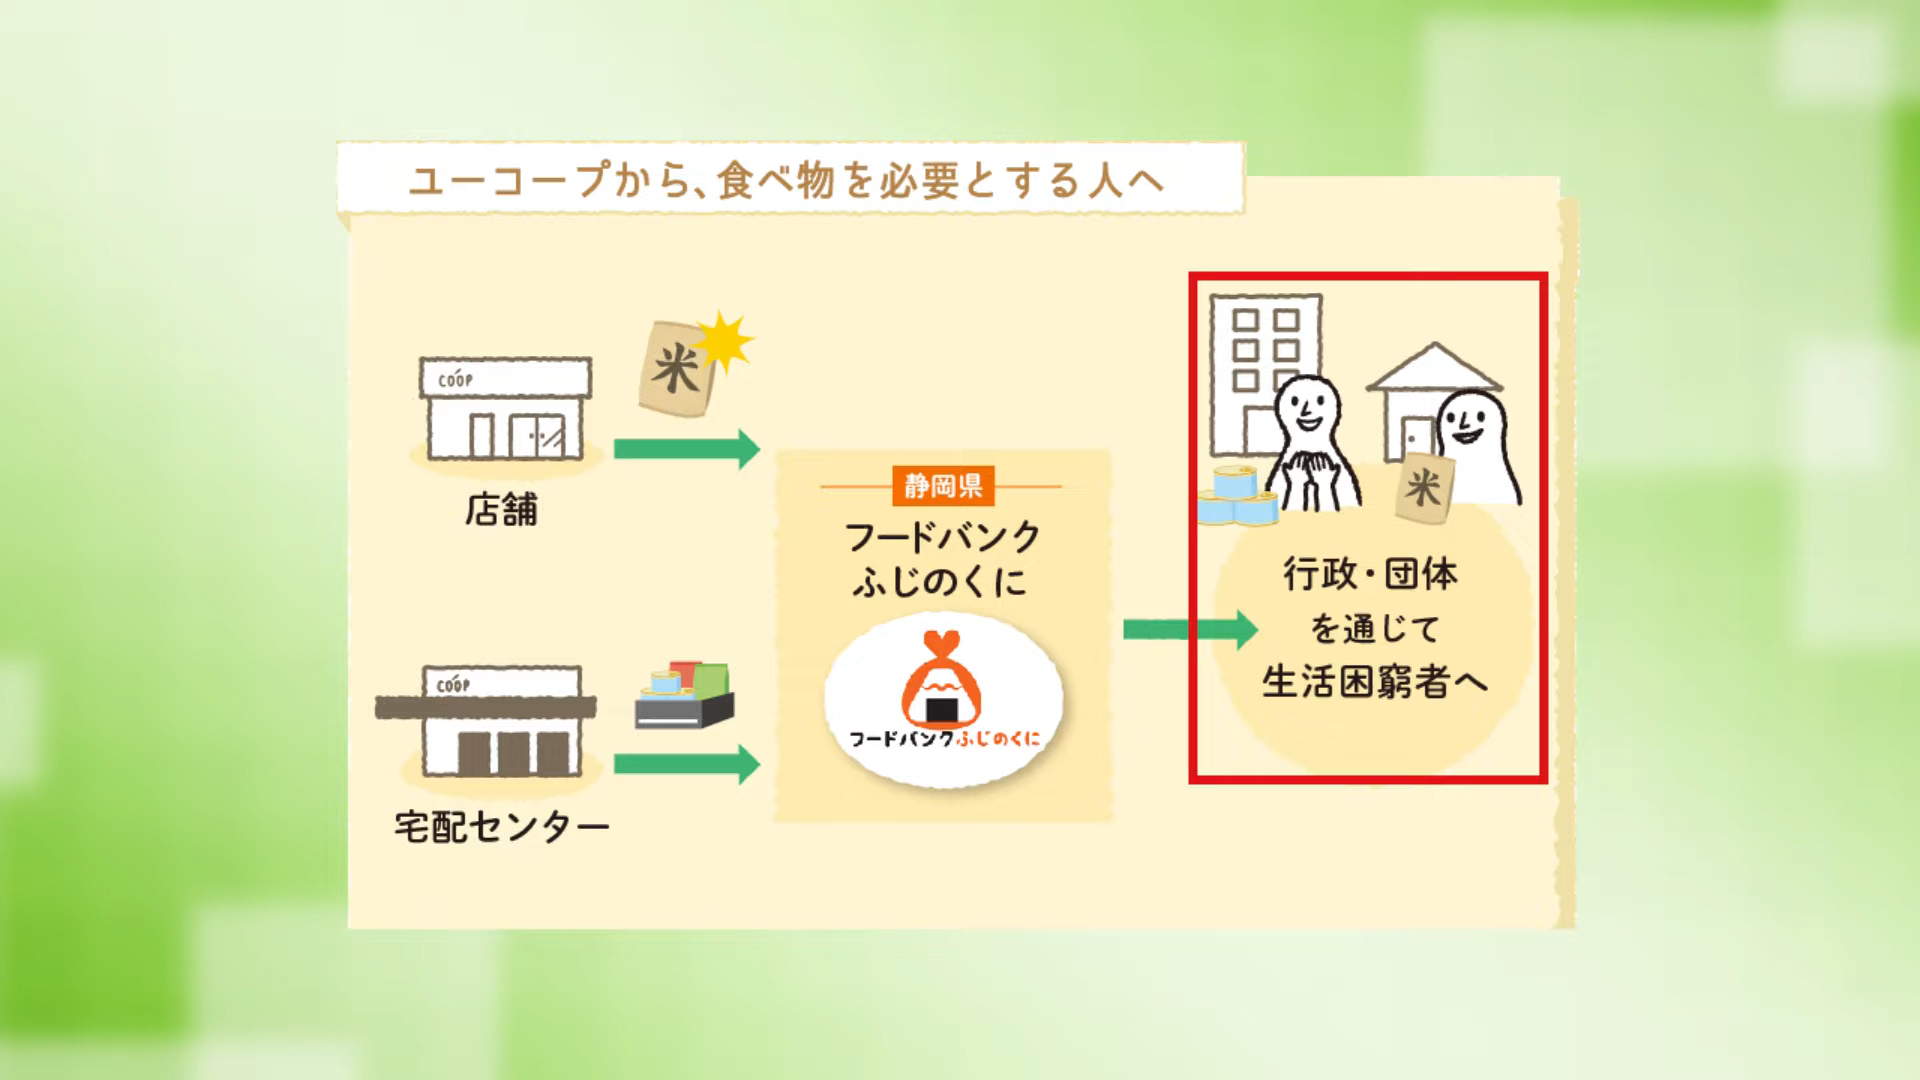 ユーコープから、食べ物を必要とする人へ
COOP
米
店舗
COOP
宅配センター
静岡県
フードバンク
ふじのくに
フードバンクふじのくに
米
行政・団体
を通じて
生活困窮者へ